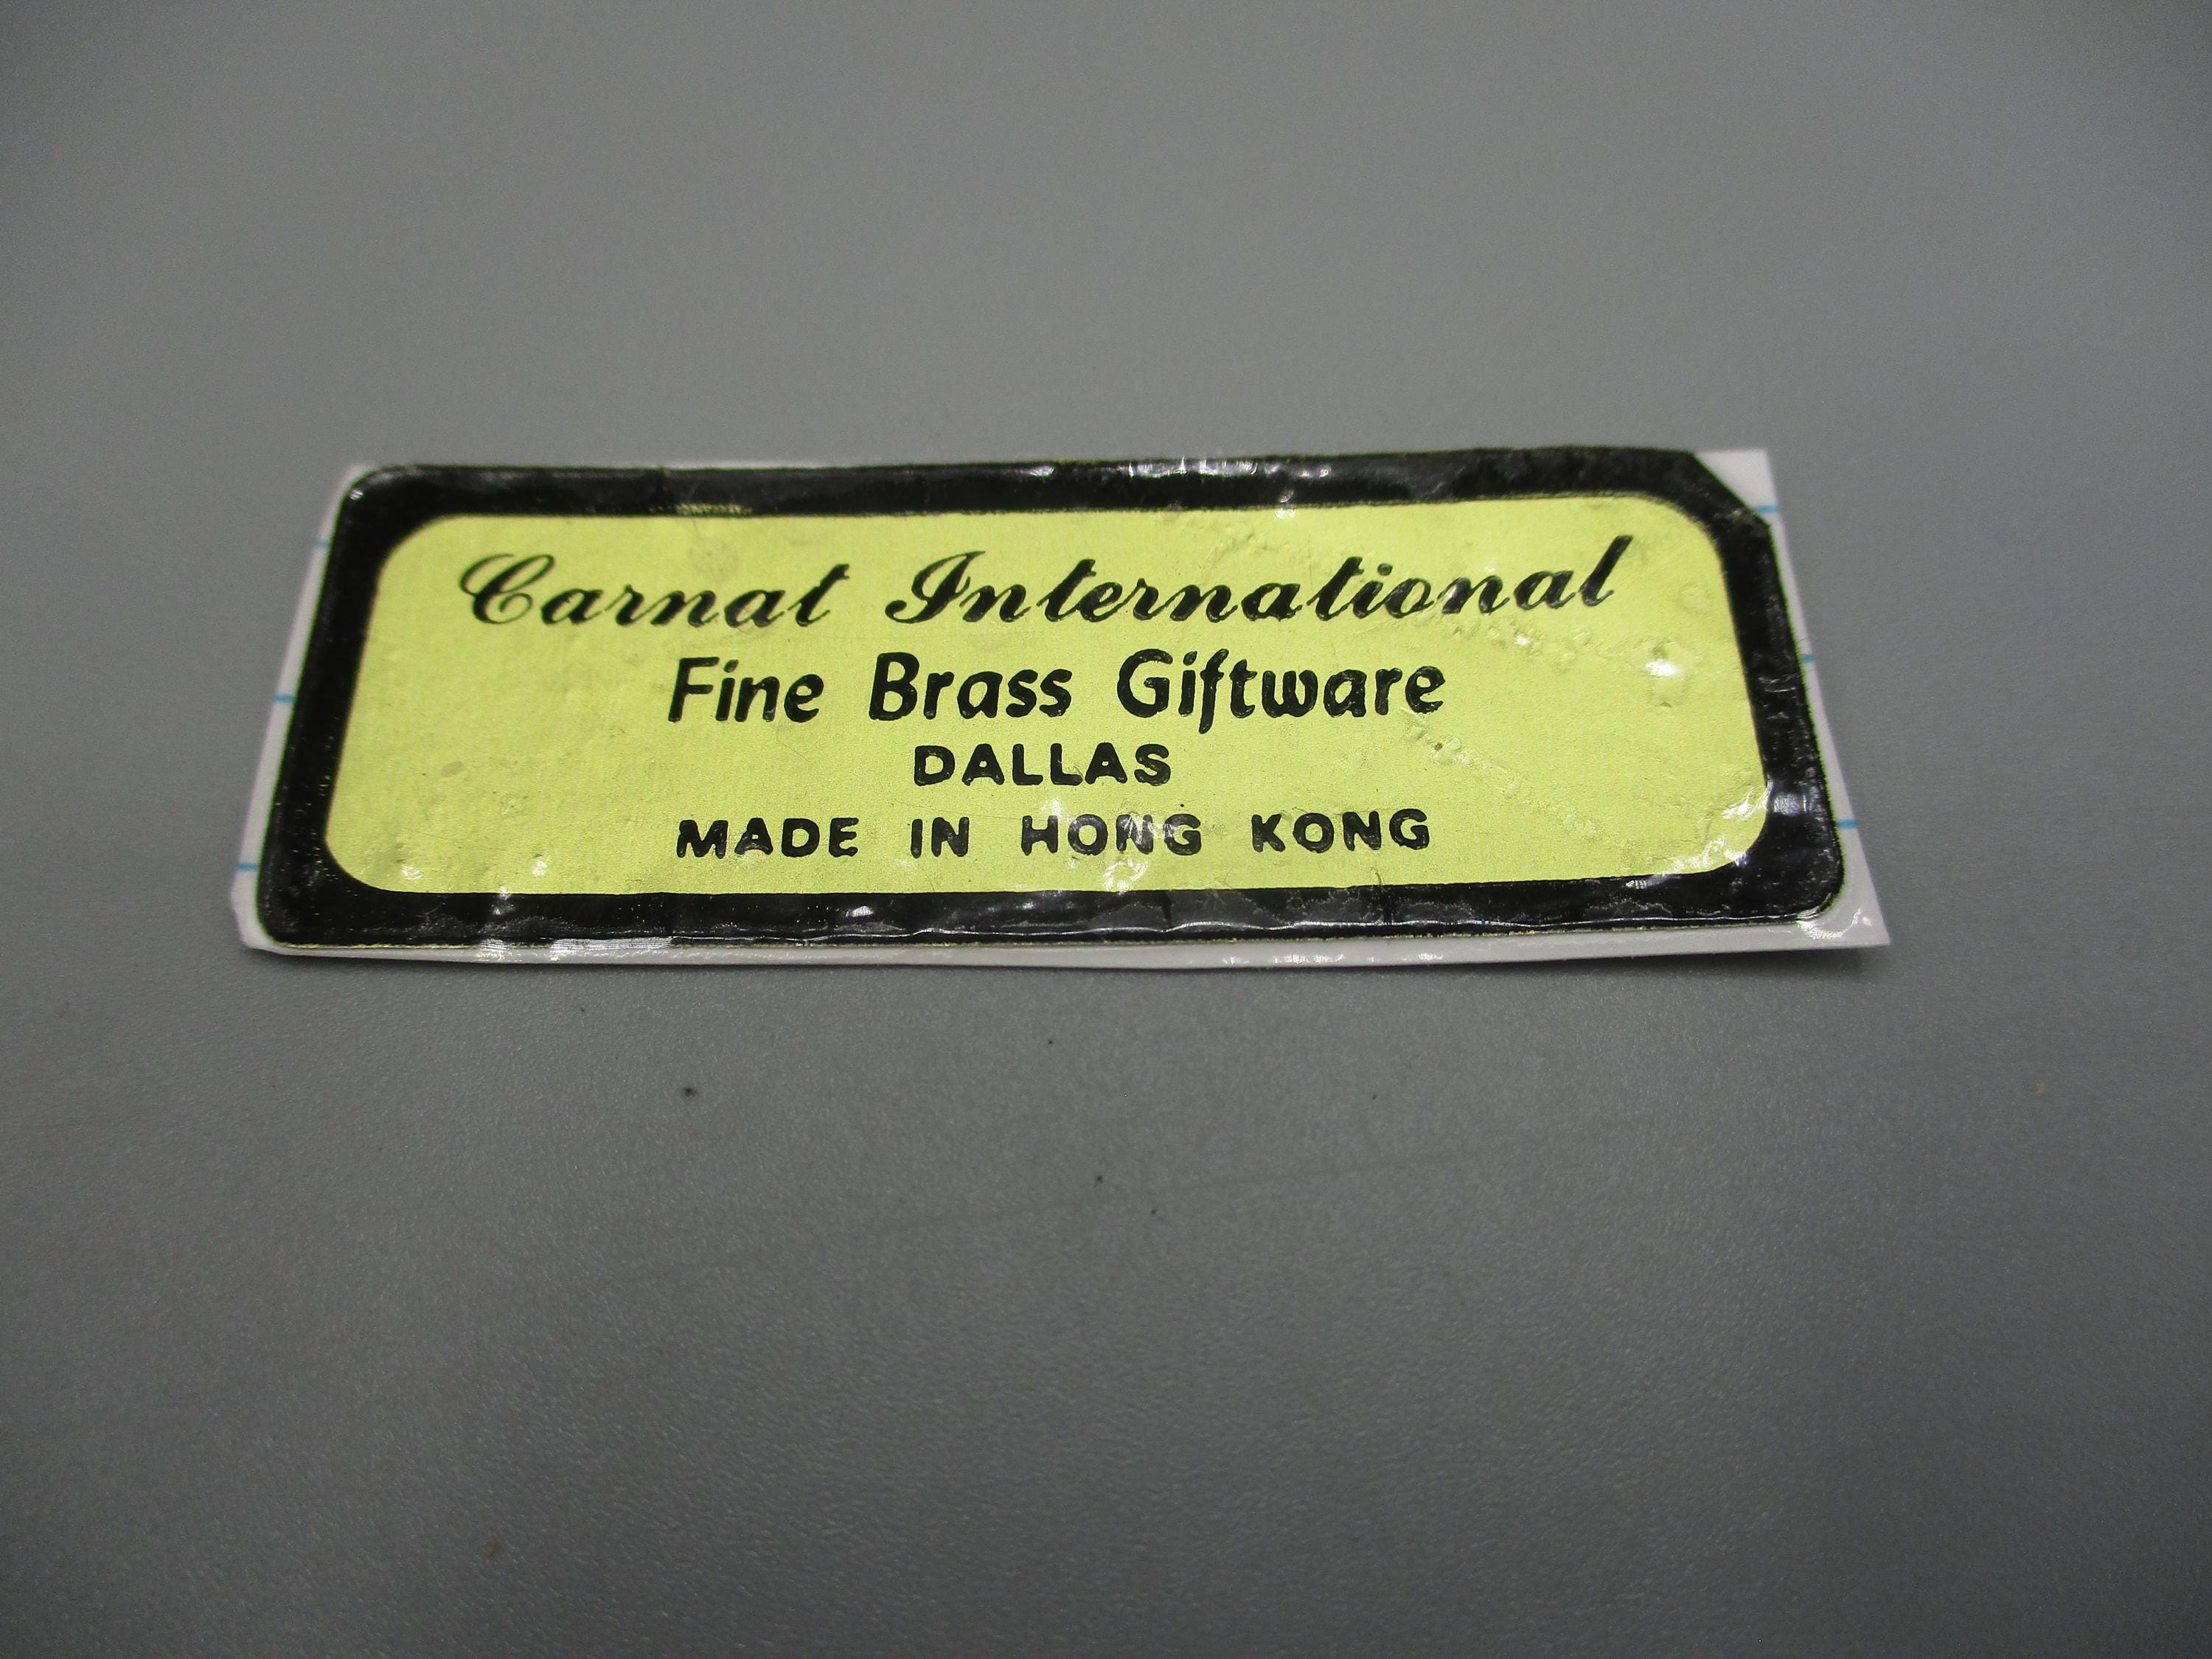 Carnat International
Fine Brass Giftware
DALLAS
MADE IN HONG KONG